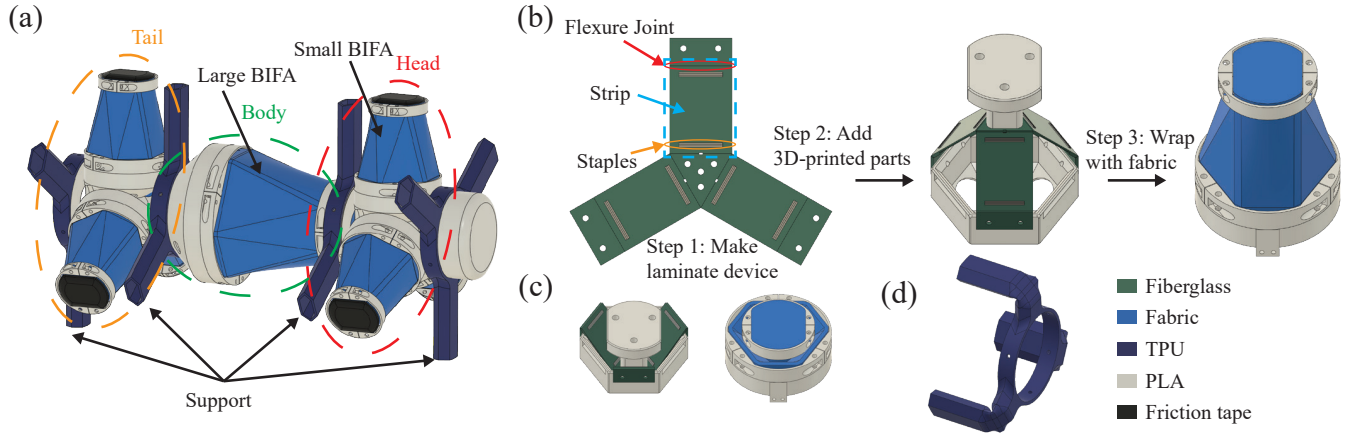 (a)
Tail
Small BIFA
Head
Large BIFA
Body
Support
(b)
Flexure Joint
Strip
Staples
Step 1: Make
laminate device
Step 2: Add
3D-printed parts
Step 3: Wrap
with fabric
(c)
(d)
Fiberglass
Fabric
TPU
PLA
Friction tape